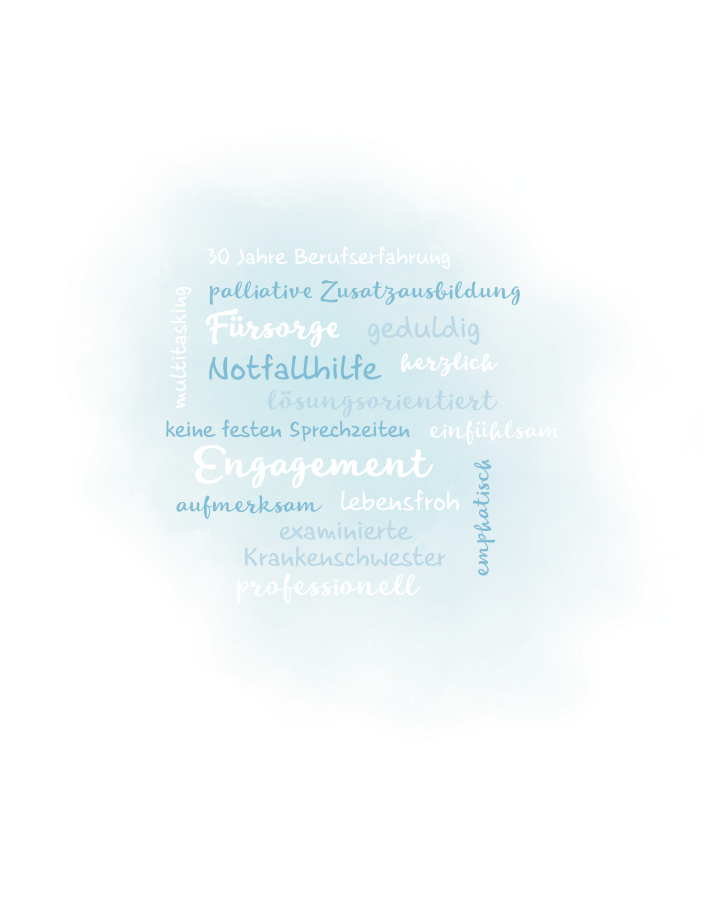 30 Jahre Berufserfahrung
multitasking
palliative Zusatzausbildung
Fürsorge geduldig
Notfallhilfe herzlich
lösungsorientiert
keine festen Sprechzeiten einfühlsam
Engagement
emphatisch
aufmerksam lebensfroh
examinierte
Krankenschwester
professionell